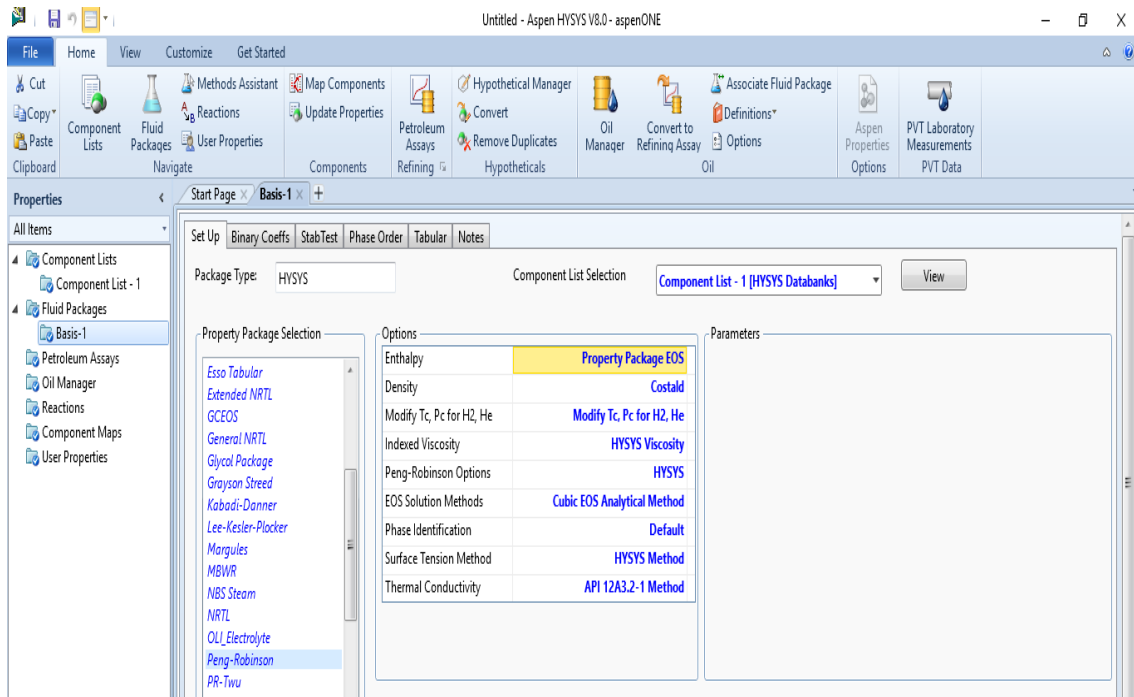 Untitled - Aspen HYSYS V8.0 - aspenONE
File Home View Customize Get Started
Cut
Copy
Paste
Clipboard
Component Lists
Fluid Packages
Methods Assistant
Reactions
User Properties
Navigate
Map Components
Update Properties
Components
Petroleum Assays
Refining
Hypothetical Manager
Convert
Remove Duplicates
Hypotheticals
Oil Manager
Convert to Refining Assay
Associate Fluid Package
Definitions
Options
Oil
Aspen Properties
Options
PVT Laboratory Measurements
PVT Data
Properties
All Items
Component Lists
Component List - 1
Fluid Packages
Basis-1
Petroleum Assays
Oil Manager
Reactions
Component Maps
User Properties
Start Page Basis-1 +
Set Up Binary Coeffs StabTest Phase Order Tabular Notes
Package Type: HYSYS Component List Selection Component List - 1 [HYSYS Databanks] View
Property Package Selection
Esso Tabular
Extended NRTL
GCEOS
General NRTL
Glycol Package
Grayson Streed
Kabadi-Danner
Lee-Kesler-Plocker
Margules
MBWR
NBS Steam
NRTL
OLI_Electrolyte
Peng-Robinson
PR-Twu
Options
Enthalpy Property Package EOS
Density Costald
Modify Tc, Pc for H2, He Modify Tc, Pc for H2, He
Indexed Viscosity HYSYS Viscosity
Peng-Robinson Options HYSYS
EOS Solution Methods Cubic EOS Analytical Method
Phase Identification Default
Surface Tension Method HYSYS Method
Thermal Conductivity API 12A3.2-1 Method
Parameters